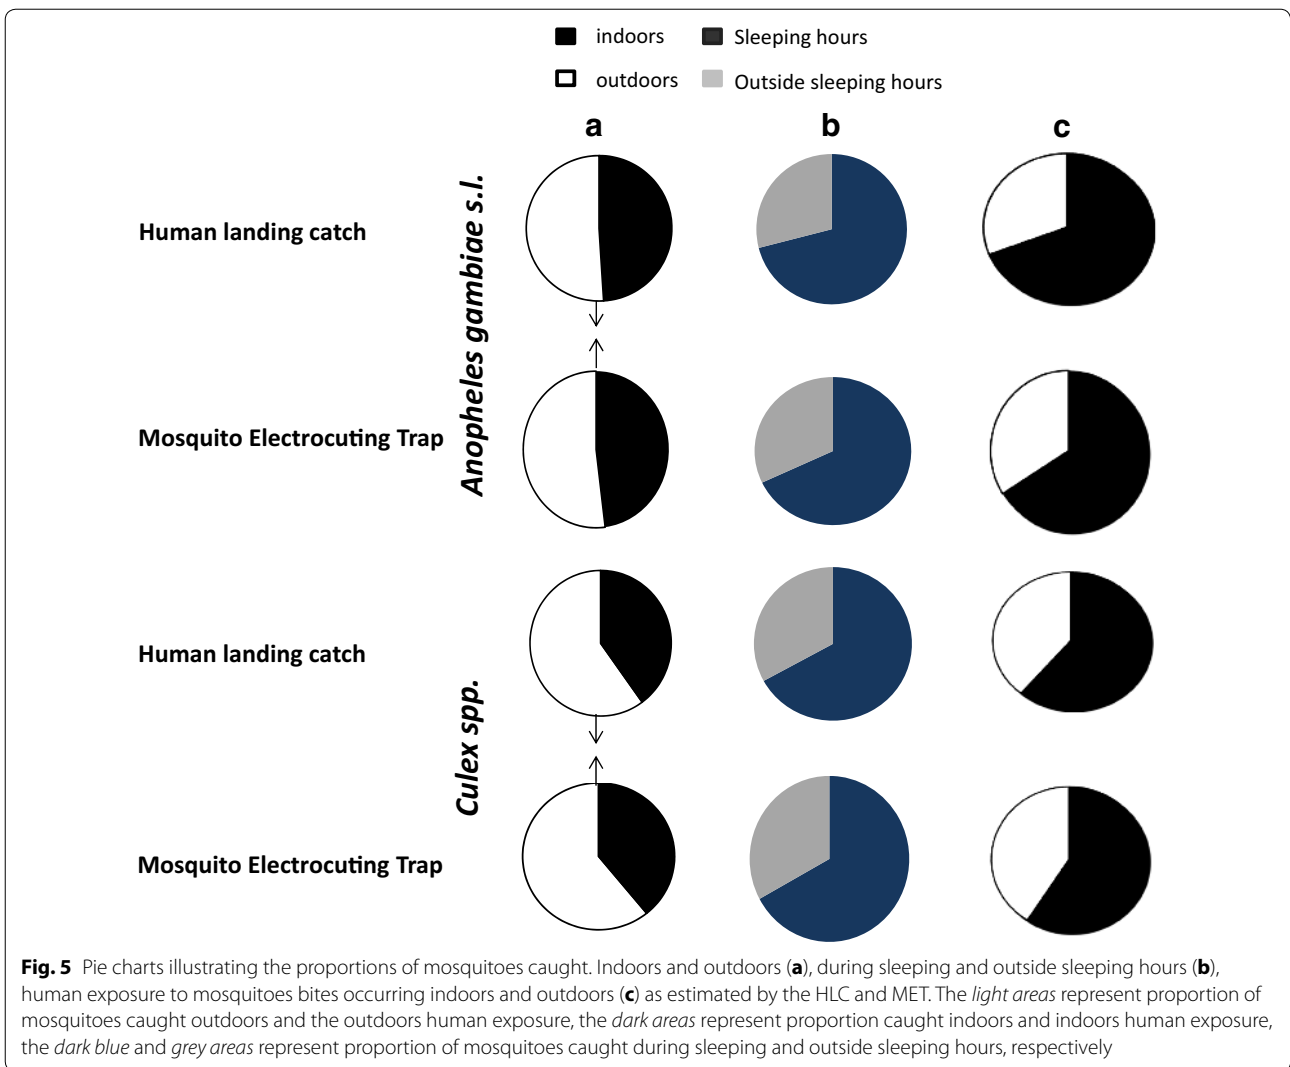 indoors Sleeping hours
outdoors Outside sleeping hours
a b c
Anopheles gambiae s.l.
Human landing catch
Mosquito Electrocuting Trap
Culex spp.
Human landing catch
Mosquito Electrocuting Trap
Fig. 5 Pie charts illustrating the proportions of mosquitoes caught. Indoors and outdoors (a), during sleeping and outside sleeping hours (b),
human exposure to mosquitoes bites occurring indoors and outdoors (c) as estimated by the HLC and MET. The light areas represent proportion of
mosquitoes caught outdoors and the outdoors human exposure, the dark areas represent proportion caught indoors and indoors human exposure,
the dark blue and grey areas represent proportion of mosquitoes caught during sleeping and outside sleeping hours, respectively